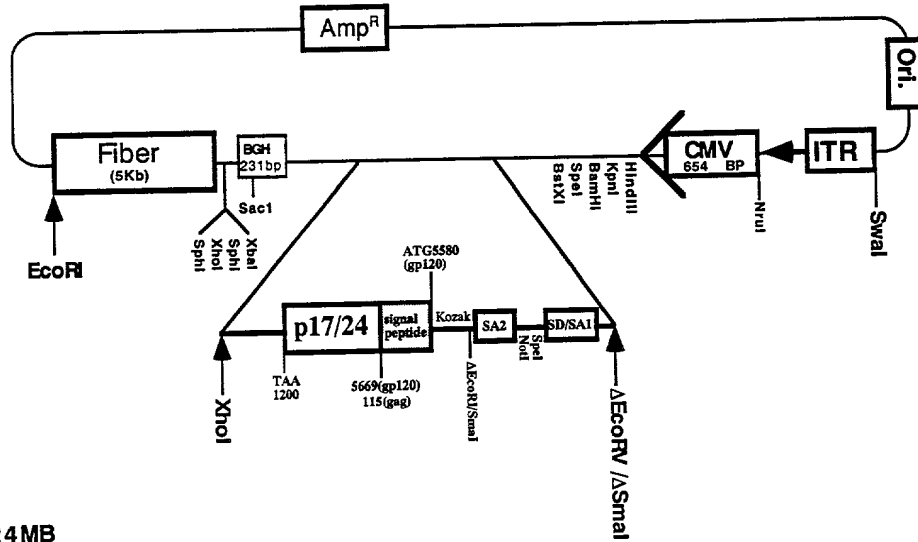 Amp^R
Ori.
Fiber
(5Kb)
BGH
231bp
CMV
654 BP
ITR
Sac1
HindIII
KpnI
BamHI
SpeI
BstXI
NruI
SwaI
XbaI
SphI
XhoI
SphI
EcoRI
ATG5580
(gp120)
p17/24
signal
peptide
Kozak
SA2
SD/SA1
SpeI
NotI
TAA
1200
5669(gp120)
115(gag)
ΔEcoRI/SmaI
XhoI
ΔEcoRV /ΔSmaI
4MB